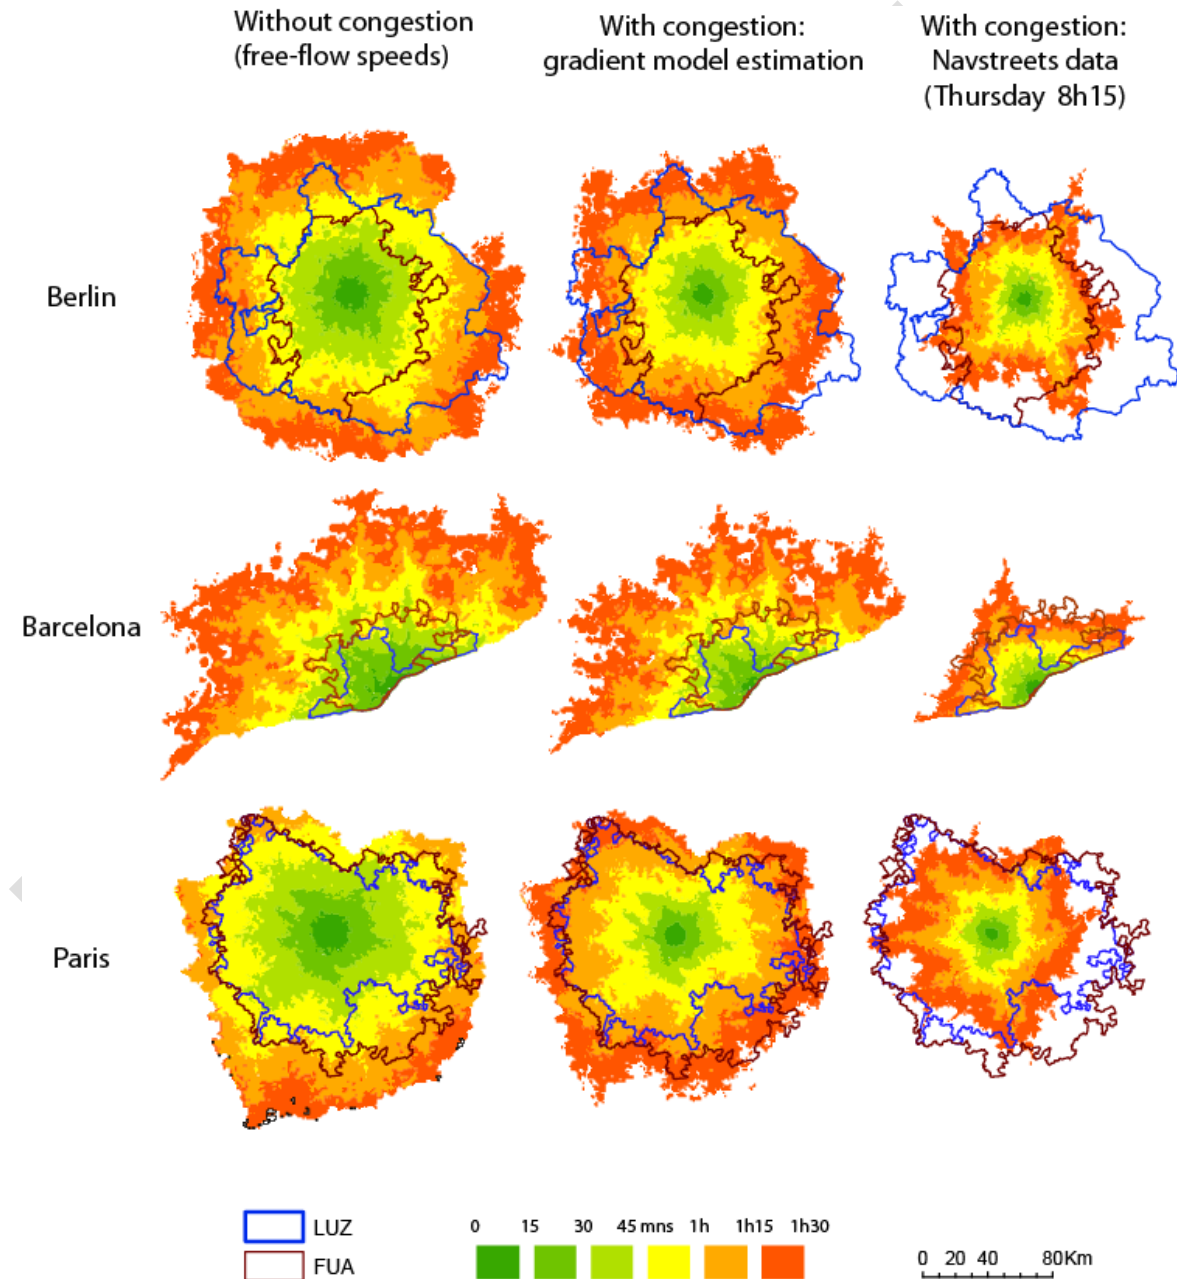 Without congestion
(free-flow speeds)
With congestion:
gradient model estimation
With congestion:
Navstreets data
(Thursday 8h15)
Berlin
Barcelona
Paris
LUZ
FUA
0 15 30 45 mns 1h 1h15 1h30
0 20 40 80Km